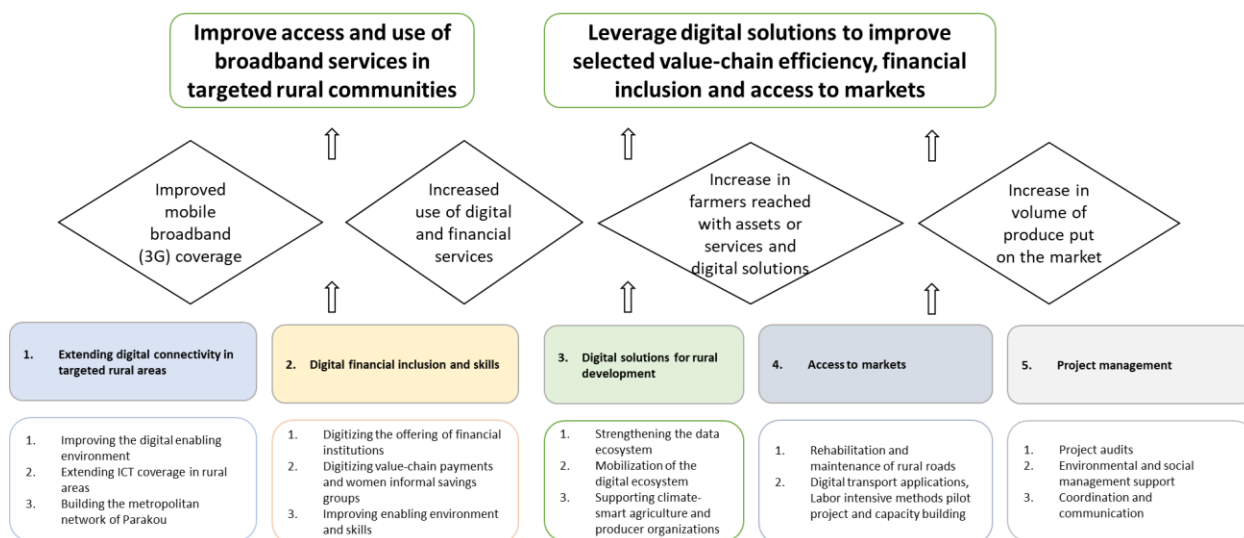 Improve access and use of
broadband services in
targeted rural communities
Leverage digital solutions to improve
selected value-chain efficiency, financial
inclusion and access to markets
Improved
mobile
broadband
(3G) coverage
Increased
use of digital
and financial
services
Increase in
farmers reached
with assets or
services and
digital solutions
Increase in
volume of
produce put
on the market
1. Extending digital connectivity in
targeted rural areas
2. Digital financial inclusion and skills
3. Digital solutions for rural
development
4. Access to markets
5. Project management
1. Improving the digital enabling
environment
2. Extending ICT coverage in rural
areas
3. Building the metropolitan
network of Parakou
1. Digitizing the offering of financial
institutions
2. Digitizing value-chain payments
and women informal savings
groups
3. Improving enabling environment
and skills
1. Strengthening the data
ecosystem
2. Mobilization of the
digital ecosystem
3. Supporting climate-
smart agriculture and
producer organizations
1. Rehabilitation and
maintenance of rural roads
2. Digital transport applications,
Labor intensive methods pilot
project and capacity building
1. Project audits
2. Environmental and social
management support
3. Coordination and
communication